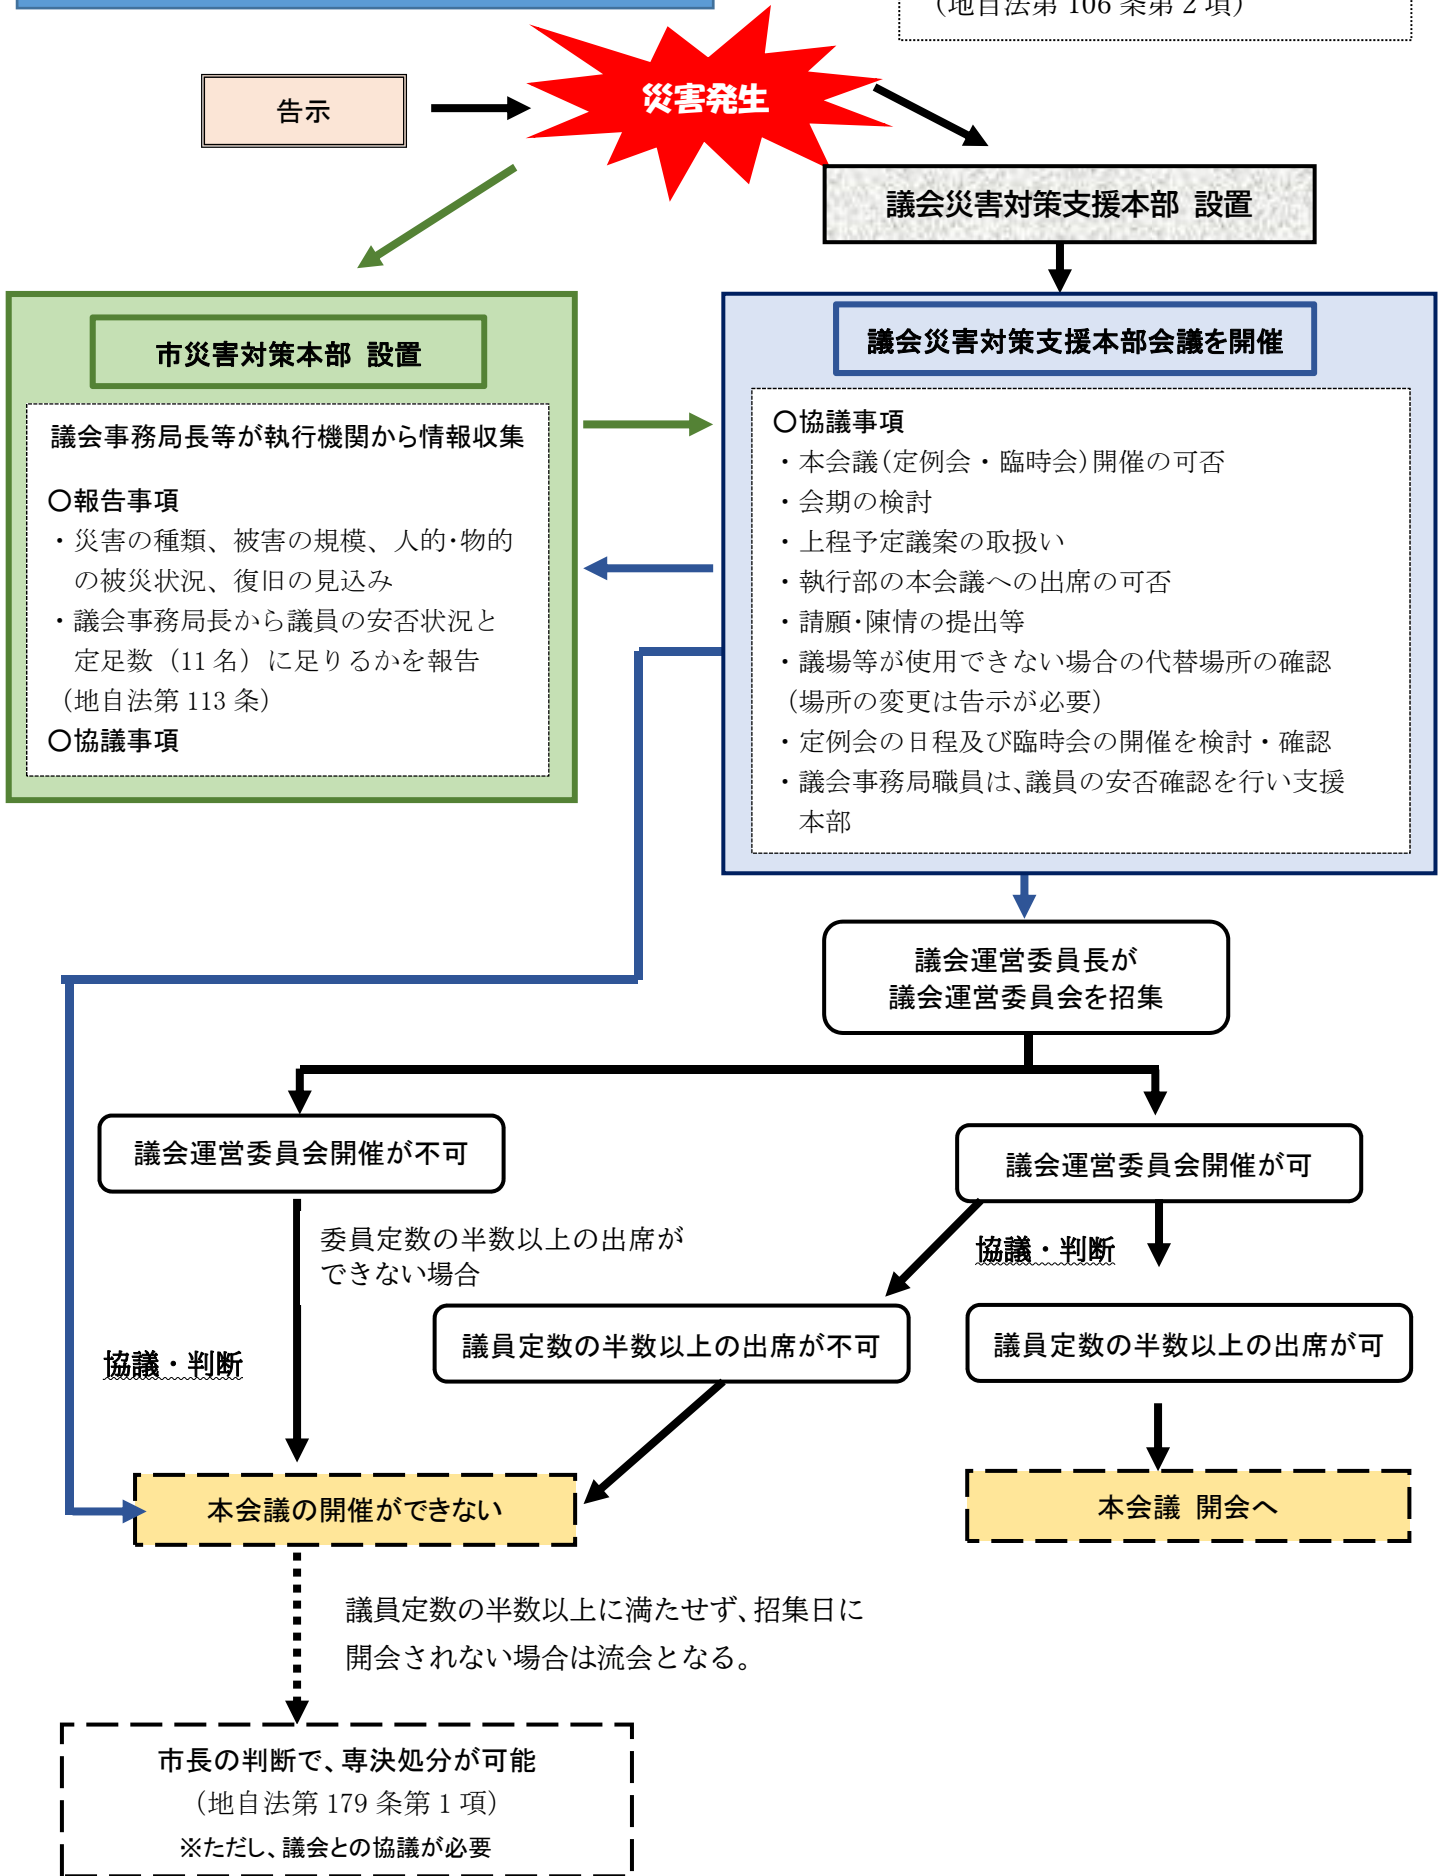 （地自法第 106 条第 2 項）
告示
災害発生
議会災害対策支援本部 設置
市災害対策本部 設置
議会事務局長等が執行機関から情報収集
〇報告事項
・災害の種類、被害の規模、人的･物的
の被災状況、復旧の見込み
・議会事務局長から議員の安否状況と
定足数（11 名）に足りるかを報告
（地自法第 113 条）
〇協議事項
議会災害対策支援本部会議を開催
〇協議事項
・本会議（定例会・臨時会）開催の可否
・会期の検討
・上程予定議案の取扱い
・執行部の本会議への出席の可否
・請願･陳情の提出等
・議場等が使用できない場合の代替場所の確認
（場所の変更は告示が必要）
・定例会の日程及び臨時会の開催を検討・確認
・議会事務局職員は、議員の安否確認を行い支援
本部
議会運営委員長が
議会運営委員会を招集
議会運営委員会開催が不可
議会運営委員会開催が可
委員定数の半数以上の出席が
できない場合
協議・判断
議員定数の半数以上の出席が不可
議員定数の半数以上の出席が可
協議・判断
本会議の開催ができない
本会議 開会へ
議員定数の半数以上に満たせず、招集日に
開会されない場合は流会となる。
市長の判断で、専決処分が可能
（地自法第 179 条第 1 項）
※ただし、議会との協議が必要